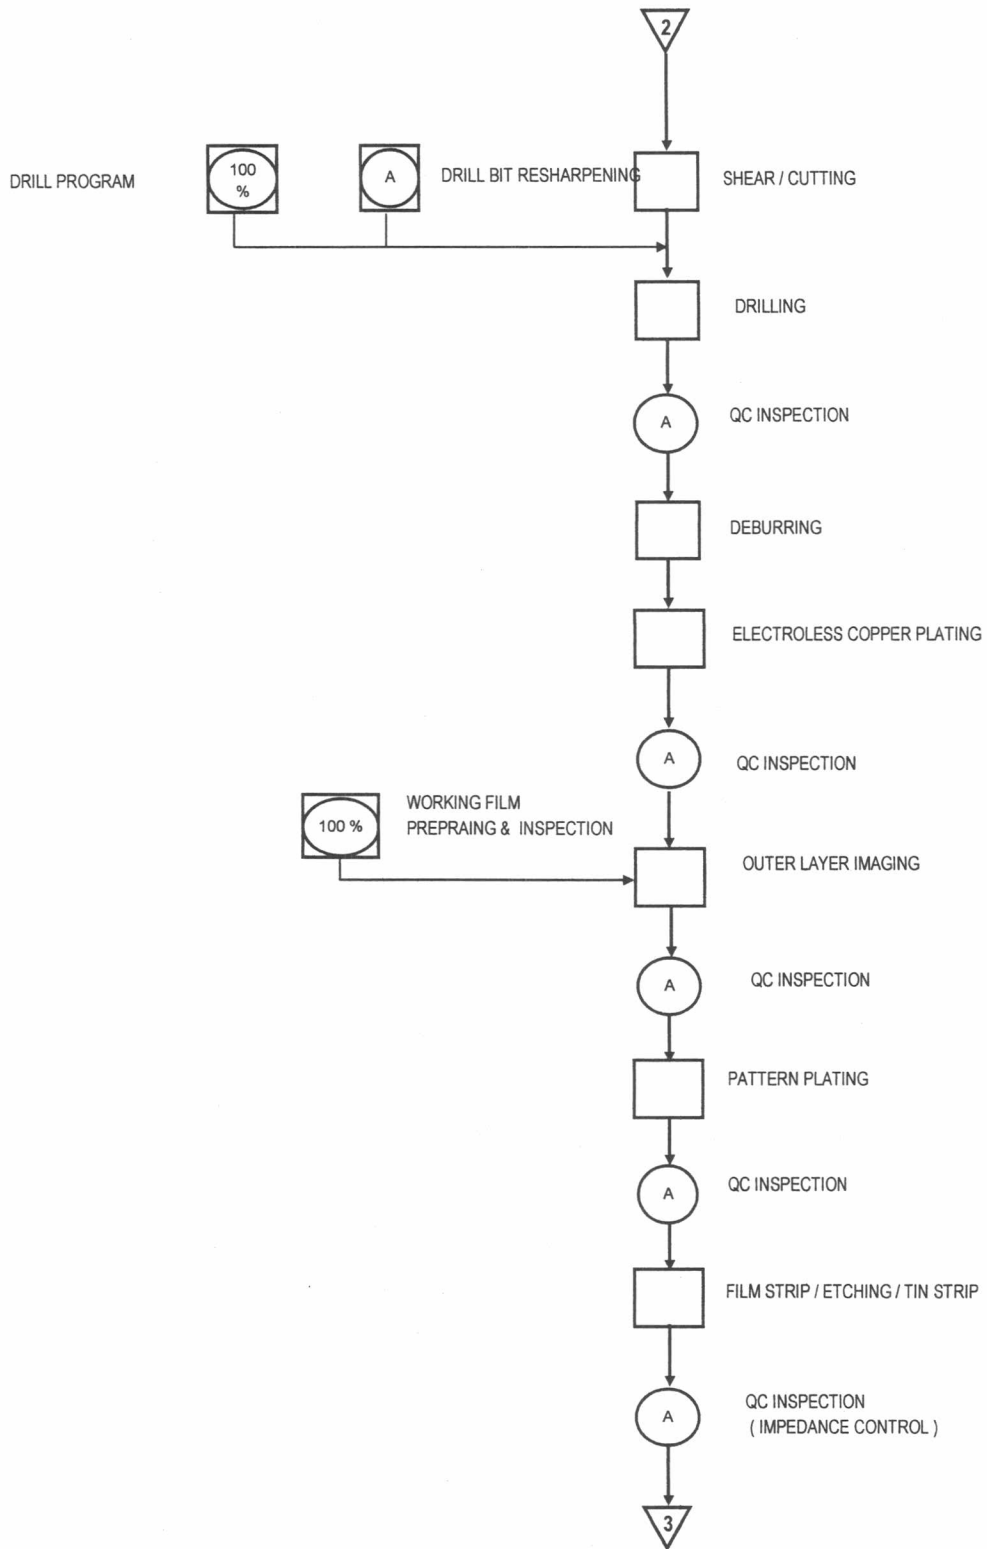 2
DRILL PROGRAM
100
%
A
DRILL BIT RESHARPENING
SHEAR / CUTTING
DRILLING
A
QC INSPECTION
DEBURRING
ELECTROLESS COPPER PLATING
A
QC INSPECTION
100 %
WORKING FILM
PREPRAING & INSPECTION
OUTER LAYER IMAGING
A
QC INSPECTION
PATTERN PLATING
A
QC INSPECTION
FILM STRIP / ETCHING / TIN STRIP
A
QC INSPECTION
( IMPEDANCE CONTROL )
3